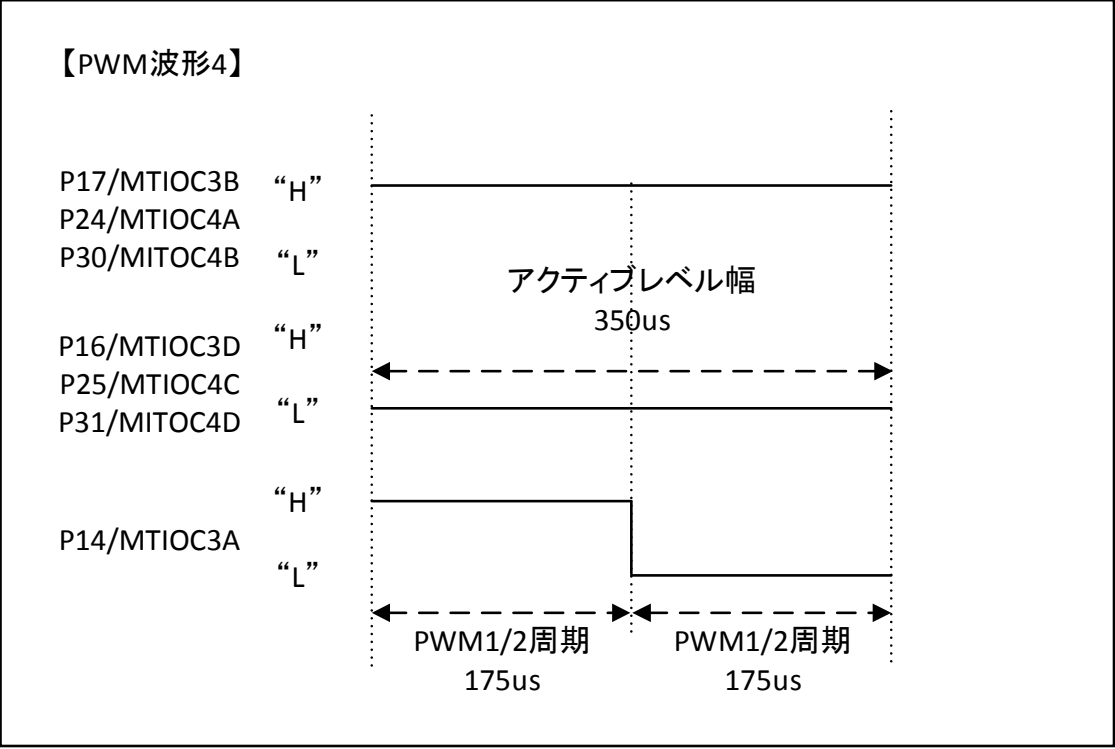 【PWM波形4】
P17/MTIOC3B “H”
P24/MTIOC4A
P30/MITOC4B “L”
アクティブレベル幅
350us
P16/MTIOC3D “H”
P25/MTIOC4C
P31/MITOC4D “L”
“H”
P14/MTIOC3A
“L”
PWM1/2周期 PWM1/2周期
175us 175us